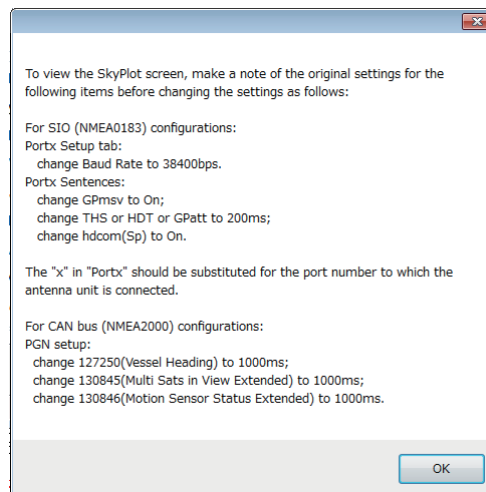 To view the SkyPlot screen, make a note of the original settings for the
following items before changing the settings as follows:
For SIO (NMEA0183) configurations:
Portx Setup tab:
change Baud Rate to 38400bps.
Portx Sentences:
change GPmsv to On;
change THS or HDT or GPatt to 200ms;
change hdcom(Sp) to On.
The "x" in "Portx" should be substituted for the port number to which the
antenna unit is connected.
For CAN bus (NMEA2000) configurations:
PGN setup:
change 127250(Vessel Heading) to 1000ms;
change 130845(Multi Sats in View Extended) to 1000ms;
change 130846(Motion Sensor Status Extended) to 1000ms.
OK